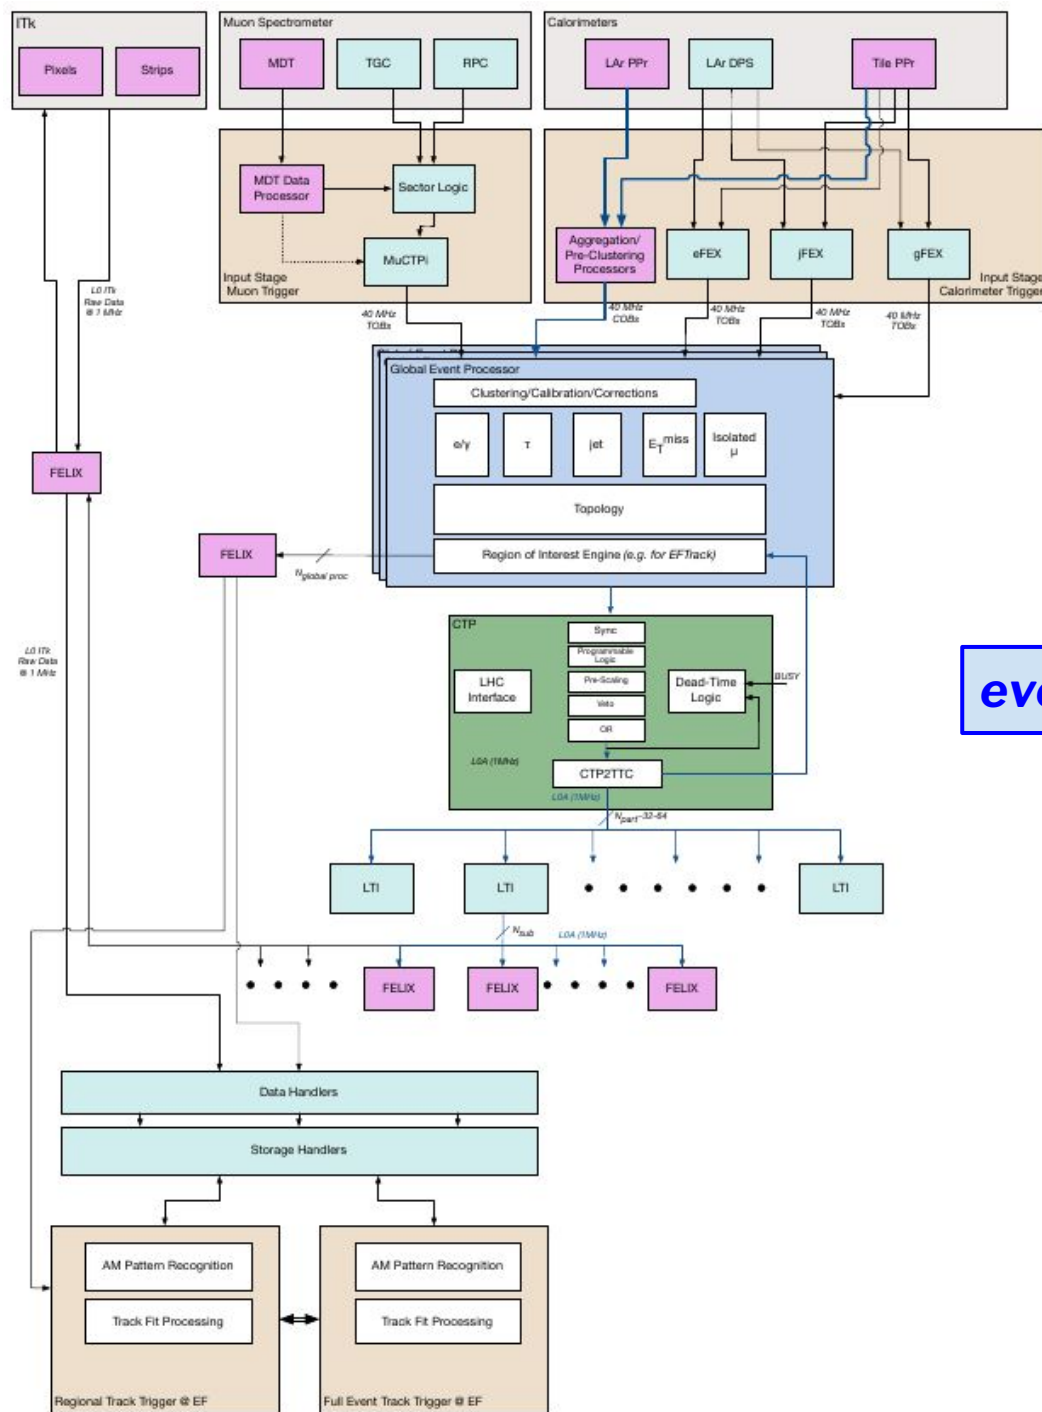 ITk
Pixels
Strips
Muon Spectrometer
MDT
TGC
RPC
Calorimeters
LAr PPr
LAr DPS
Tile PPr
MDT Data
Processor
Sector Logic
MuCTPi
Input Stage
Muon Trigger
Aggregation/
Pre-Clustering
Processors
eFEX
jFEX
gFEX
Input Stage
Calorimeter Trigger
L0 ITk
Raw Data
@ 1 MHz
40 MHz
TOBs
40 MHz
COBs
40 MHz
TOBs
40 MHz
TOBs
40 MHz
TOBs
Global Event Processor
Clustering/Calibration/Corrections
e/γ
τ
jet
E_T^miss
Isolated
μ
Topology
Region of Interest Engine (e.g. for EFTrack)
FELIX
FELIX
N_global proc
CTP
Sync
Programmable
Logic
Pre-Scaling
Veto
OR
LHC
Interface
Dead-Time
Logic
BUSY
L0A (1MHz)
CTP2TTC
L0A (1MHz)
N_part~32-64
L0 ITk
Raw Data
@ 1 MHz
LTI
LTI
LTI
N_sub
L0A (1MHz)
FELIX
FELIX
FELIX
Data Handlers
Storage Handlers
AM Pattern Recognition
Track Fit Processing
Regional Track Trigger @ EF
AM Pattern Recognition
Track Fit Processing
Full Event Track Trigger @ EF